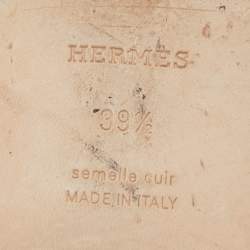 HERMÈS
39½
semelle cuir
MADE IN ITALY